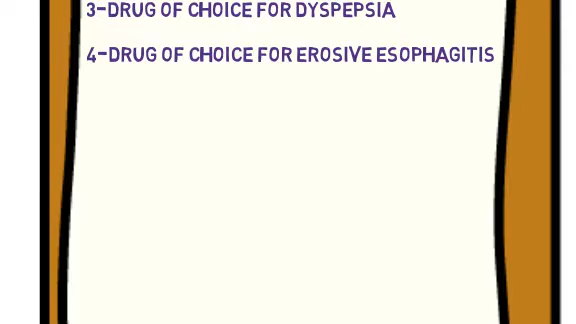 3-DRUG OF CHOICE FOR DYSPEPSIA
4-DRUG OF CHOICE FOR EROSIVE ESOPHAGITIS